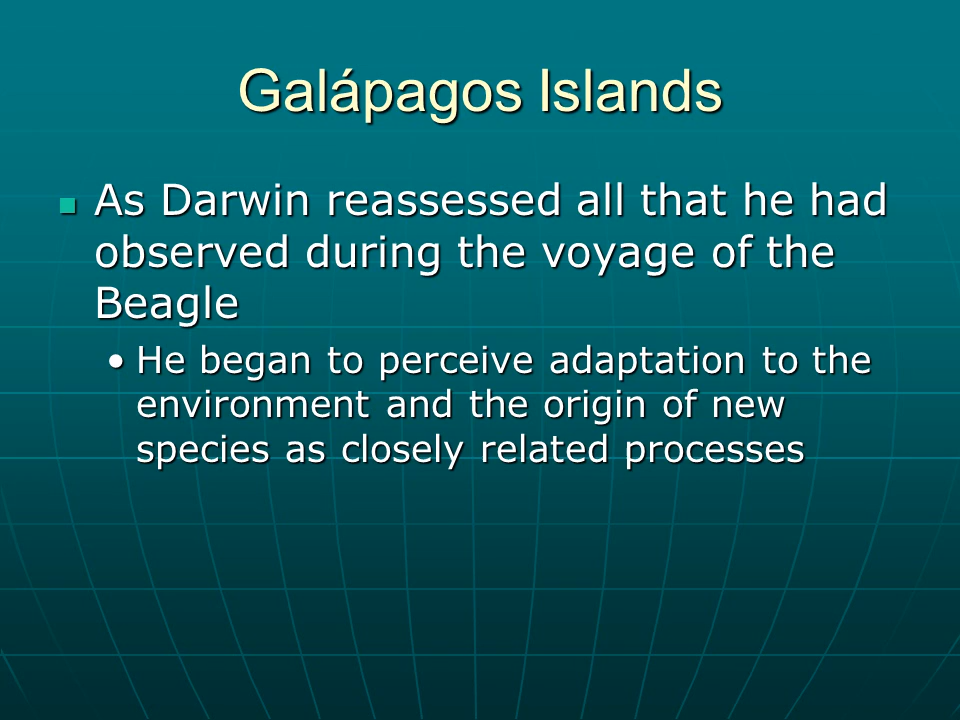 Galápagos Islands
As Darwin reassessed all that he had
observed during the voyage of the
Beagle
• He began to perceive adaptation to the
environment and the origin of new
species as closely related processes